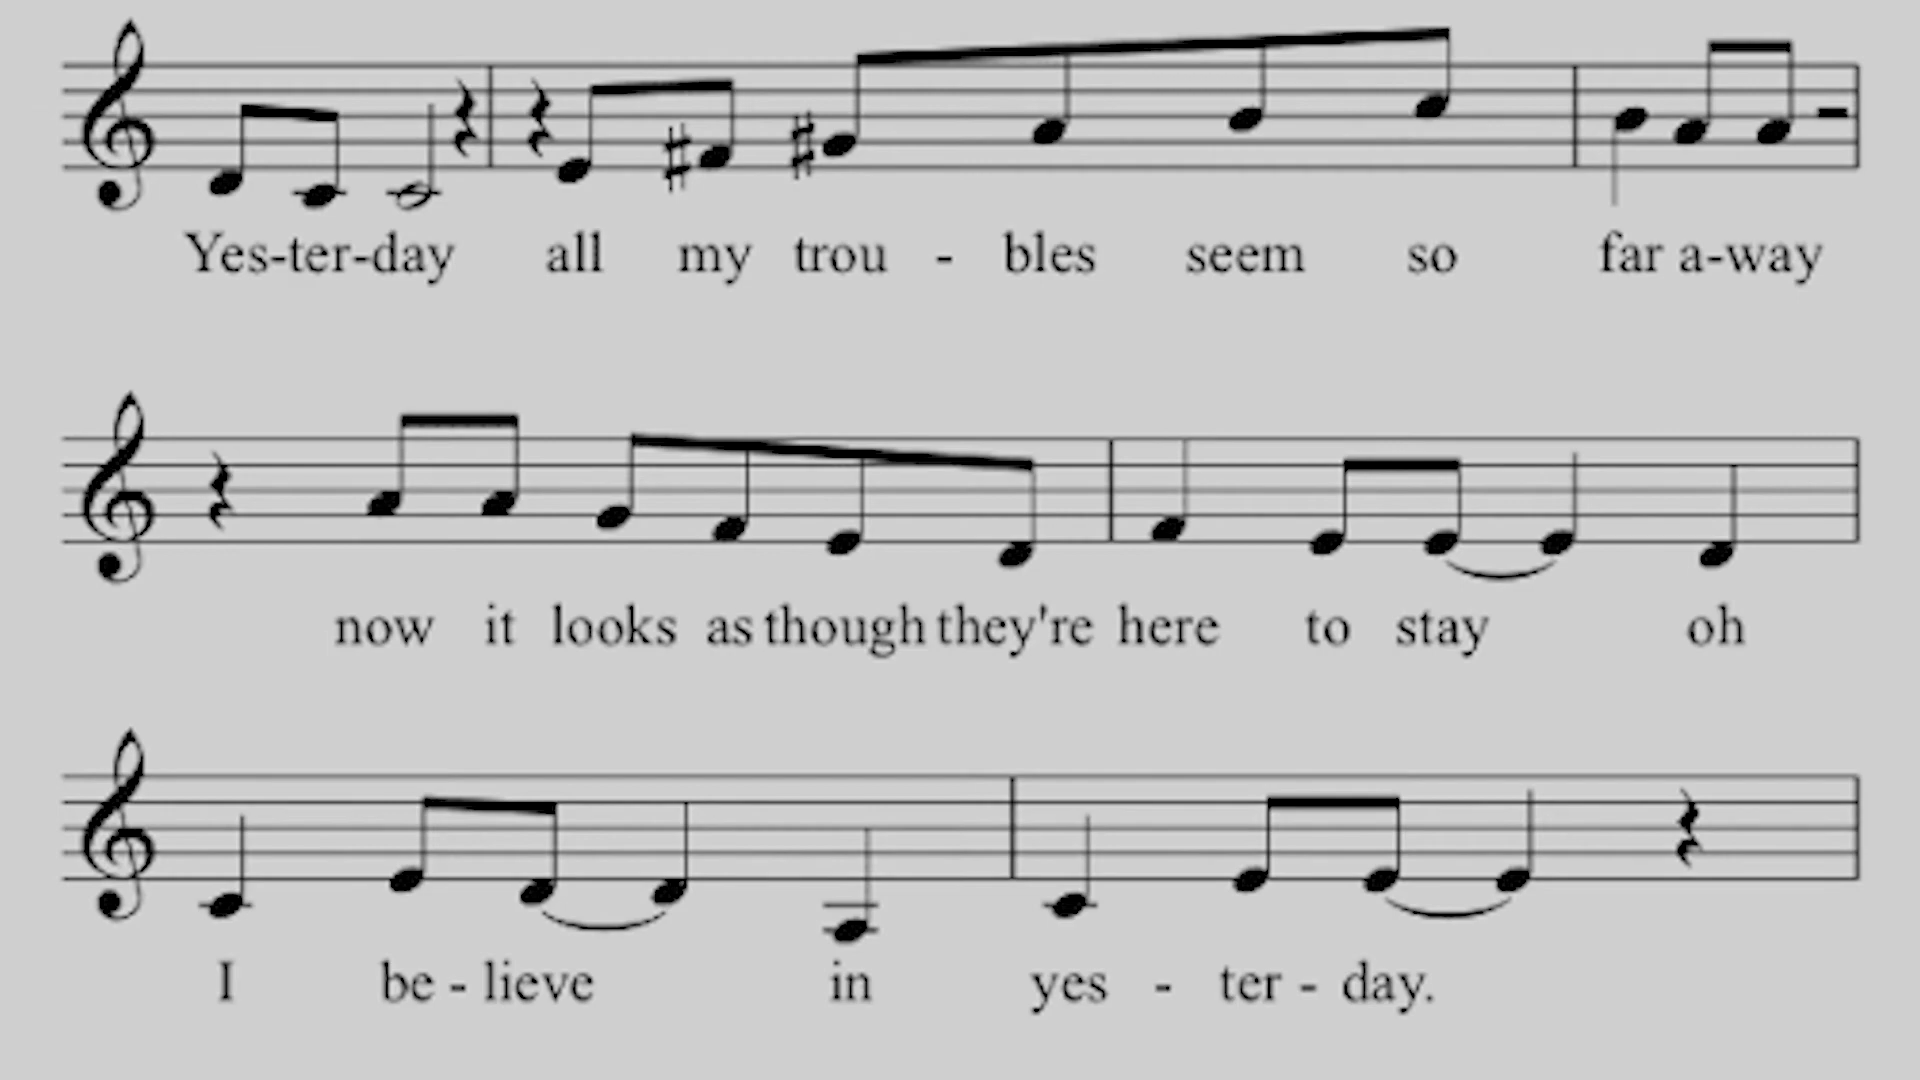 Yes-ter-day all my trou - bles seem so far a-way
now it looks as though they're here to stay oh
I be - lieve in yes - ter - day.